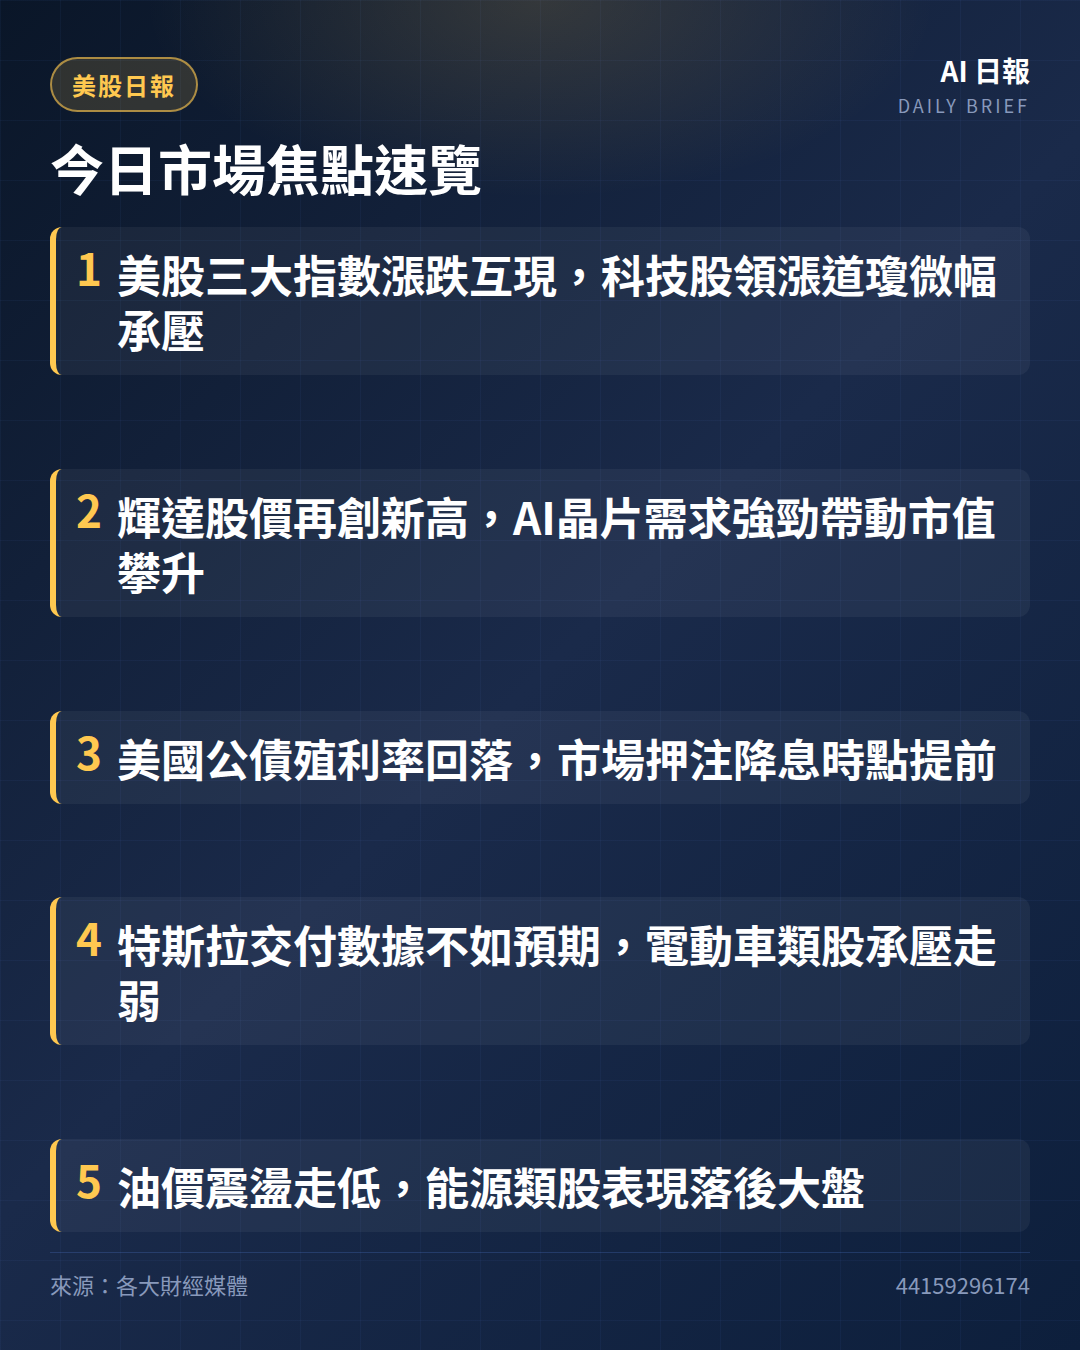 美股日報
AI 日報
DAILY BRIEF
今日市場焦點速覽
1 美股三大指數漲跌互現，科技股領漲道瓊微幅
承壓
2 輝達股價再創新高，AI晶片需求強勁帶動市值
攀升
3 美國公債殖利率回落，市場押注降息時點提前
4 特斯拉交付數據不如預期，電動車類股承壓走
弱
5 油價震盪走低，能源類股表現落後大盤
來源：各大財經媒體
44159296174